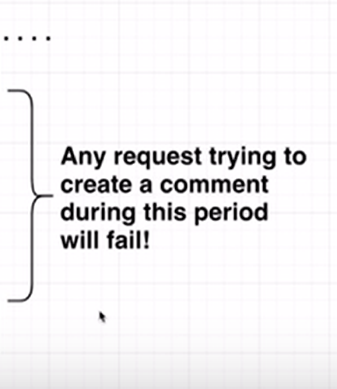 Any request trying to
create a comment
during this period
will fail!